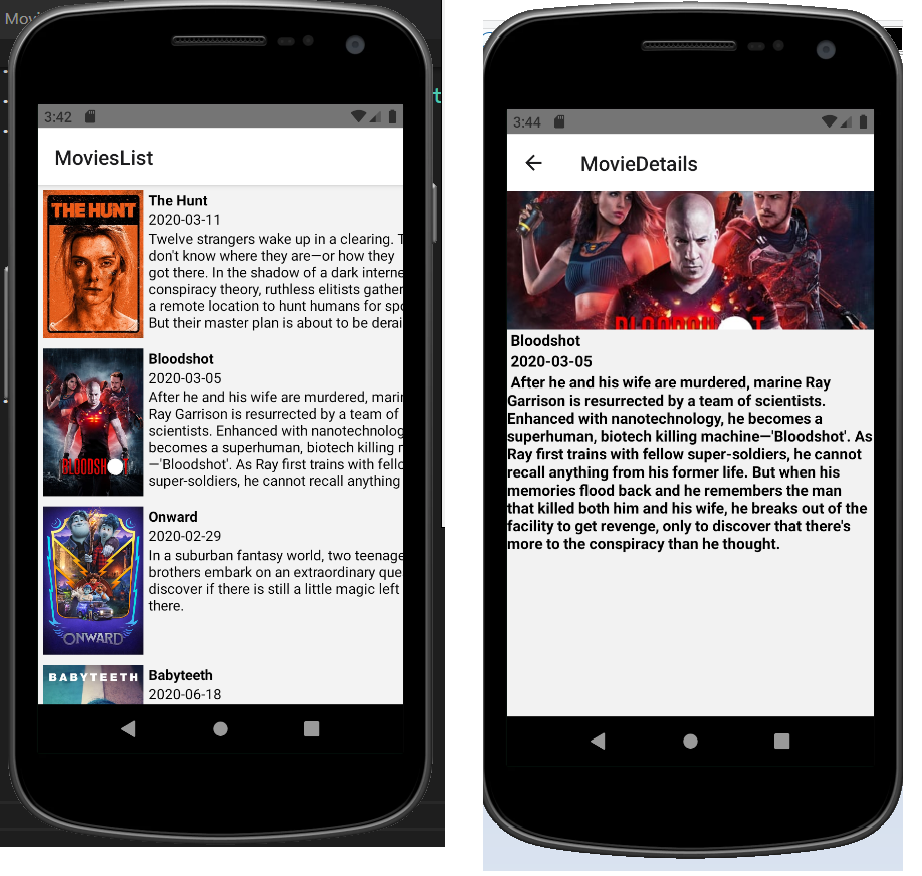 Mov
t
3:42
MoviesList
THE HUNT
The Hunt
2020-03-11
Twelve strangers wake up in a clearing. T
don't know where they are—or how they
got there. In the shadow of a dark interne
conspiracy theory, ruthless elitists gather
a remote location to hunt humans for spo
But their master plan is about to be derai
BLOODSH T
Bloodshot
2020-03-05
After he and his wife are murdered, marin
Ray Garrison is resurrected by a team of
scientists. Enhanced with nanotechnolog
becomes a superhuman, biotech killing m
—'Bloodshot'. As Ray first trains with fello
super-soldiers, he cannot recall anything
ONWARD
Onward
2020-02-29
In a suburban fantasy world, two teenage
brothers embark on an extraordinary que
discover if there is still a little magic left
there.
BABYTEETH
Babyteeth
2020-06-18
3:44
MovieDetails
BLOODSH T
Bloodshot
2020-03-05
After he and his wife are murdered, marine Ray
Garrison is resurrected by a team of scientists.
Enhanced with nanotechnology, he becomes a
superhuman, biotech killing machine—'Bloodshot'. As
Ray first trains with fellow super-soldiers, he cannot
recall anything from his former life. But when his
memories flood back and he remembers the man
that killed both him and his wife, he breaks out of the
facility to get revenge, only to discover that there's
more to the conspiracy than he thought.